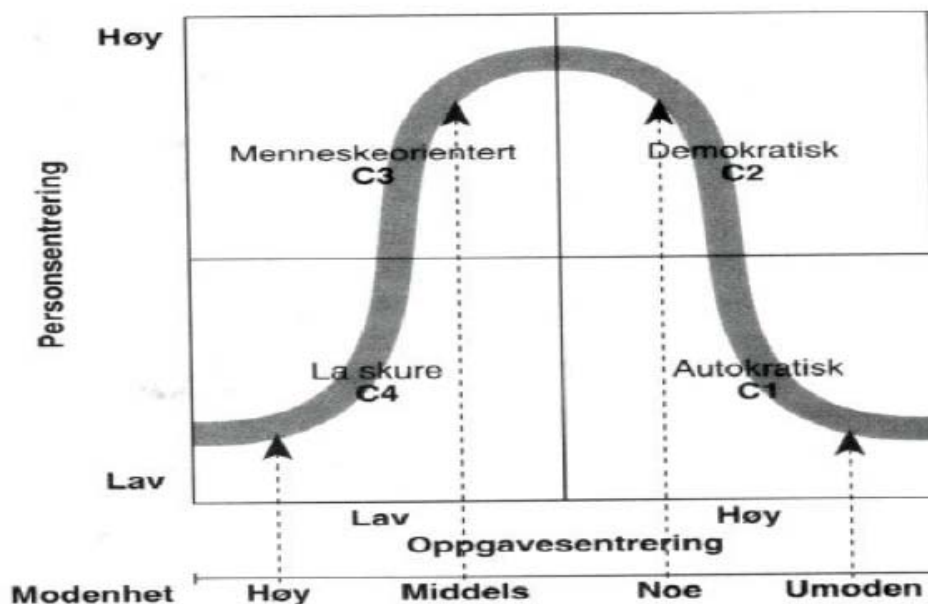 Høy
Menneskeorientert
C3
Demokratisk
C2
Personsentrering
La skure
C4
Autokratisk
C1
Lav
Lav
Høy
Oppgavesentrering
Modenhet Høy Middels Noe Umoden